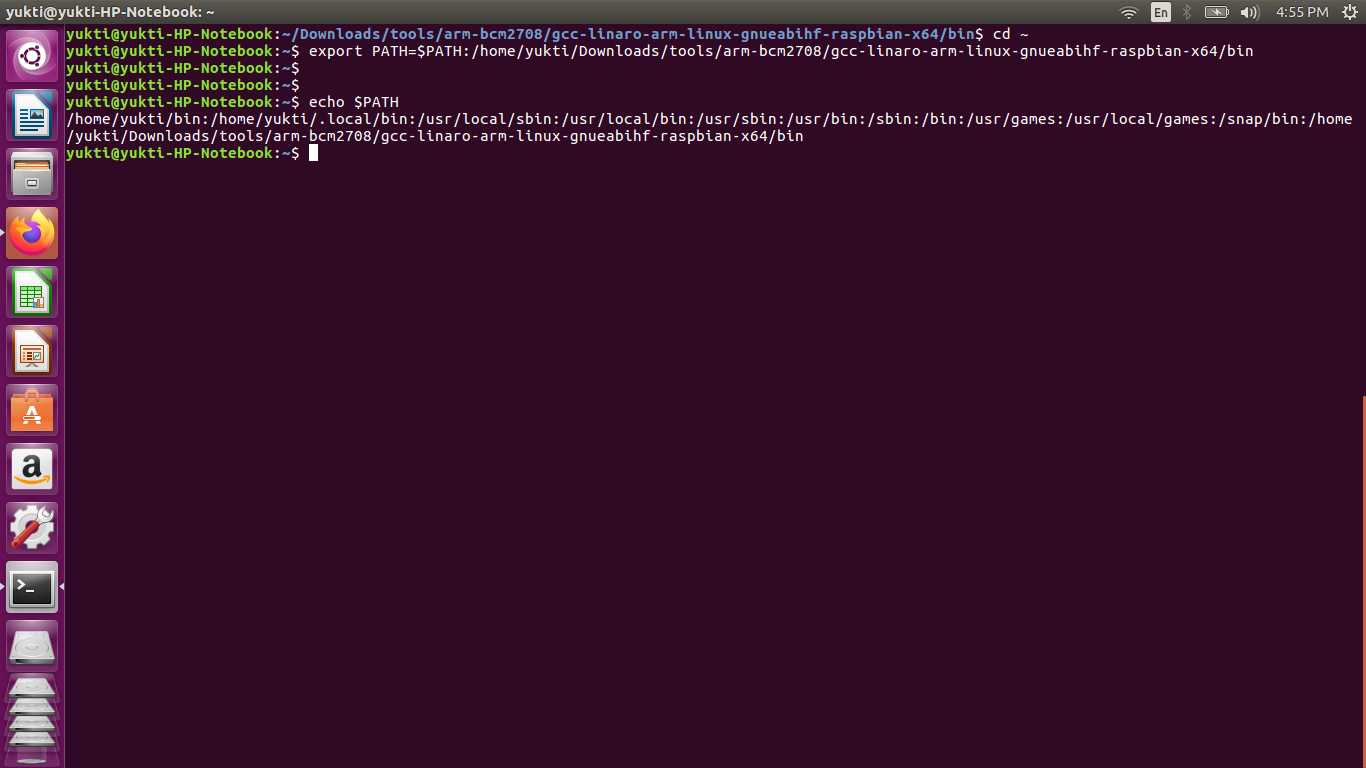 yukti@yukti-HP-Notebook: ~
En
4:55 PM
yukti@yukti-HP-Notebook:~/Downloads/tools/arm-bcm2708/gcc-linaro-arm-linux-gnueabihf-raspbian-x64/bin$ cd ~
yukti@yukti-HP-Notebook:~$ export PATH=$PATH:/home/yukti/Downloads/tools/arm-bcm2708/gcc-linaro-arm-linux-gnueabihf-raspbian-x64/bin
yukti@yukti-HP-Notebook:~$
yukti@yukti-HP-Notebook:~$
yukti@yukti-HP-Notebook:~$ echo $PATH
/home/yukti/bin:/home/yukti/.local/bin:/usr/local/sbin:/usr/local/bin:/usr/sbin:/usr/bin:/sbin:/bin:/usr/games:/usr/local/games:/snap/bin:/home
/yukti/Downloads/tools/arm-bcm2708/gcc-linaro-arm-linux-gnueabihf-raspbian-x64/bin
yukti@yukti-HP-Notebook:~$